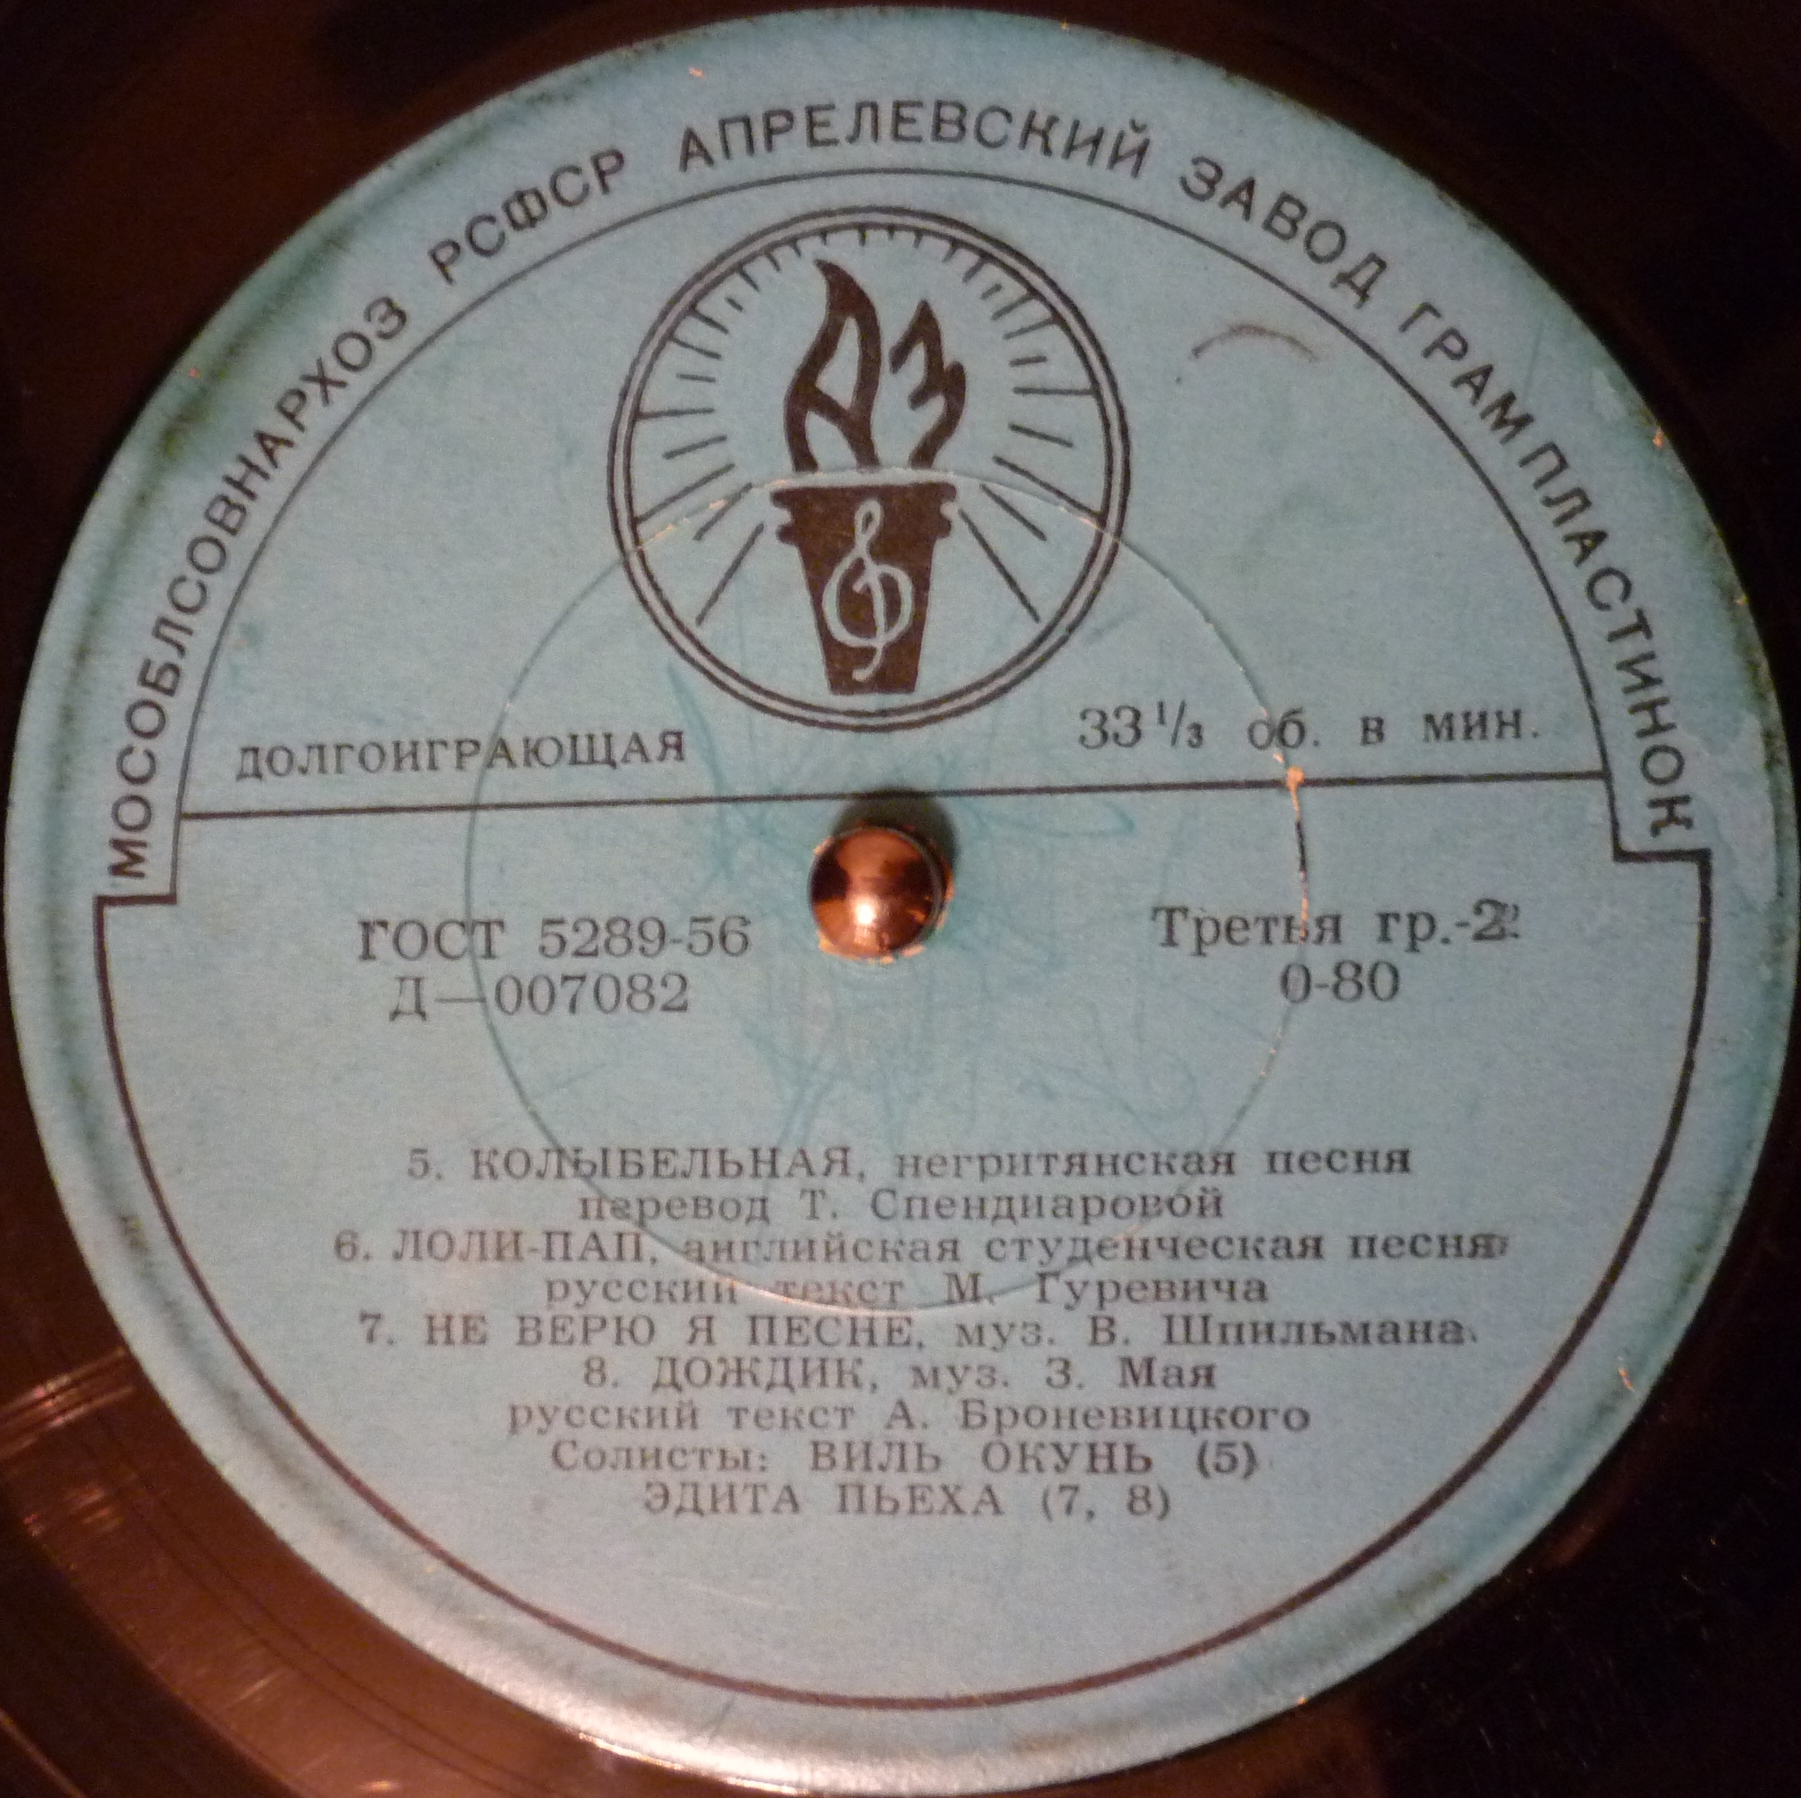 МОСОБЛСОВНАРХОЗ РСФСР АПРЕЛЕВСКИЙ ЗАВОД ГРАМПЛАСТИНОК
АЗ
ДОЛГОИГРАЮЩАЯ
33 1/3 об. в мин.
ГОСТ 5289-56
Д—007082
Третья гр.-2
0-80
5. КОЛЫБЕЛЬНАЯ, негритянская песня
перевод Т. Спендиаровой
6. ЛОЛИ-ПАП, английская студенческая песня
русский текст М. Гуревича
7. НЕ ВЕРЮ Я ПЕСНЕ, муз. В. Шпильмана
8. ДОЖДИК, муз. З. Мая
русский текст А. Броневицкого
Солисты: ВИЛЬ ОКУНЬ (5)
ЭДИТА ПЬЕХА (7, 8)